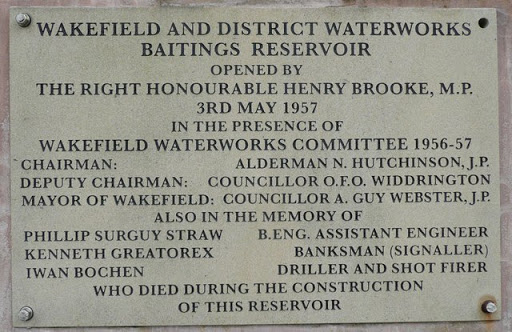 WAKEFIELD AND DISTRICT WATERWORKS
BAITINGS RESERVOIR
OPENED BY
THE RIGHT HONOURABLE HENRY BROOKE, M.P.
3RD MAY 1957
IN THE PRESENCE OF
WAKEFIELD WATERWORKS COMMITTEE 1956-57
CHAIRMAN: ALDERMAN N. HUTCHINSON, J.P.
DEPUTY CHAIRMAN: COUNCILLOR O.F.O. WIDDRINGTON
MAYOR OF WAKEFIELD: COUNCILLOR A. GUY WEBSTER, J.P.
ALSO IN THE MEMORY OF
PHILLIP SURGUY STRAW B.ENG. ASSISTANT ENGINEER
KENNETH GREATOREX BANKSMAN (SIGNALLER)
IWAN BOCHEN DRILLER AND SHOT FIRER
WHO DIED DURING THE CONSTRUCTION
OF THIS RESERVOIR